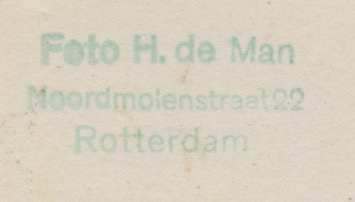 Foto H. de Man
Noordmolenstraat 22
Rotterdam